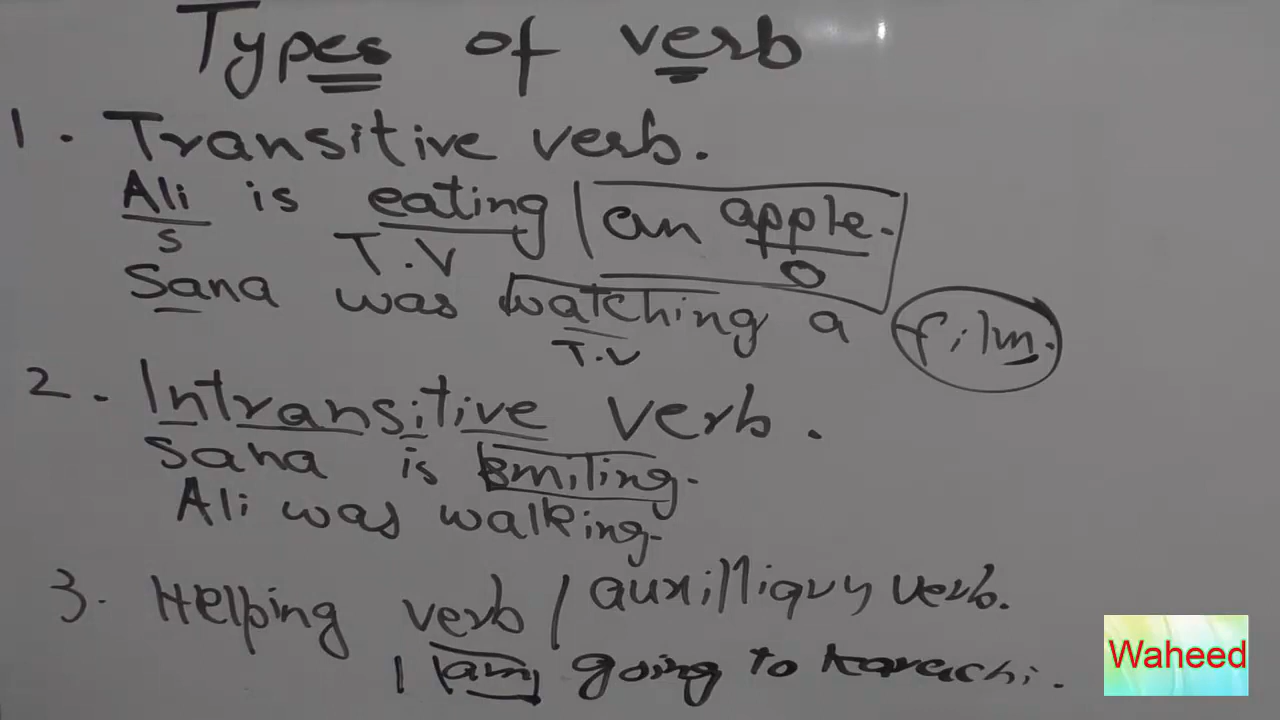 Types of verb
1. Transitive verb.
Ali is eating an apple.
S T.V O
Sana was watching a film.
T.V
2. Intransitive verb.
Sana is smiling.
Ali was walking.
3. Helping verb / auxilliary verb.
I am going to Karachi.
Waheed